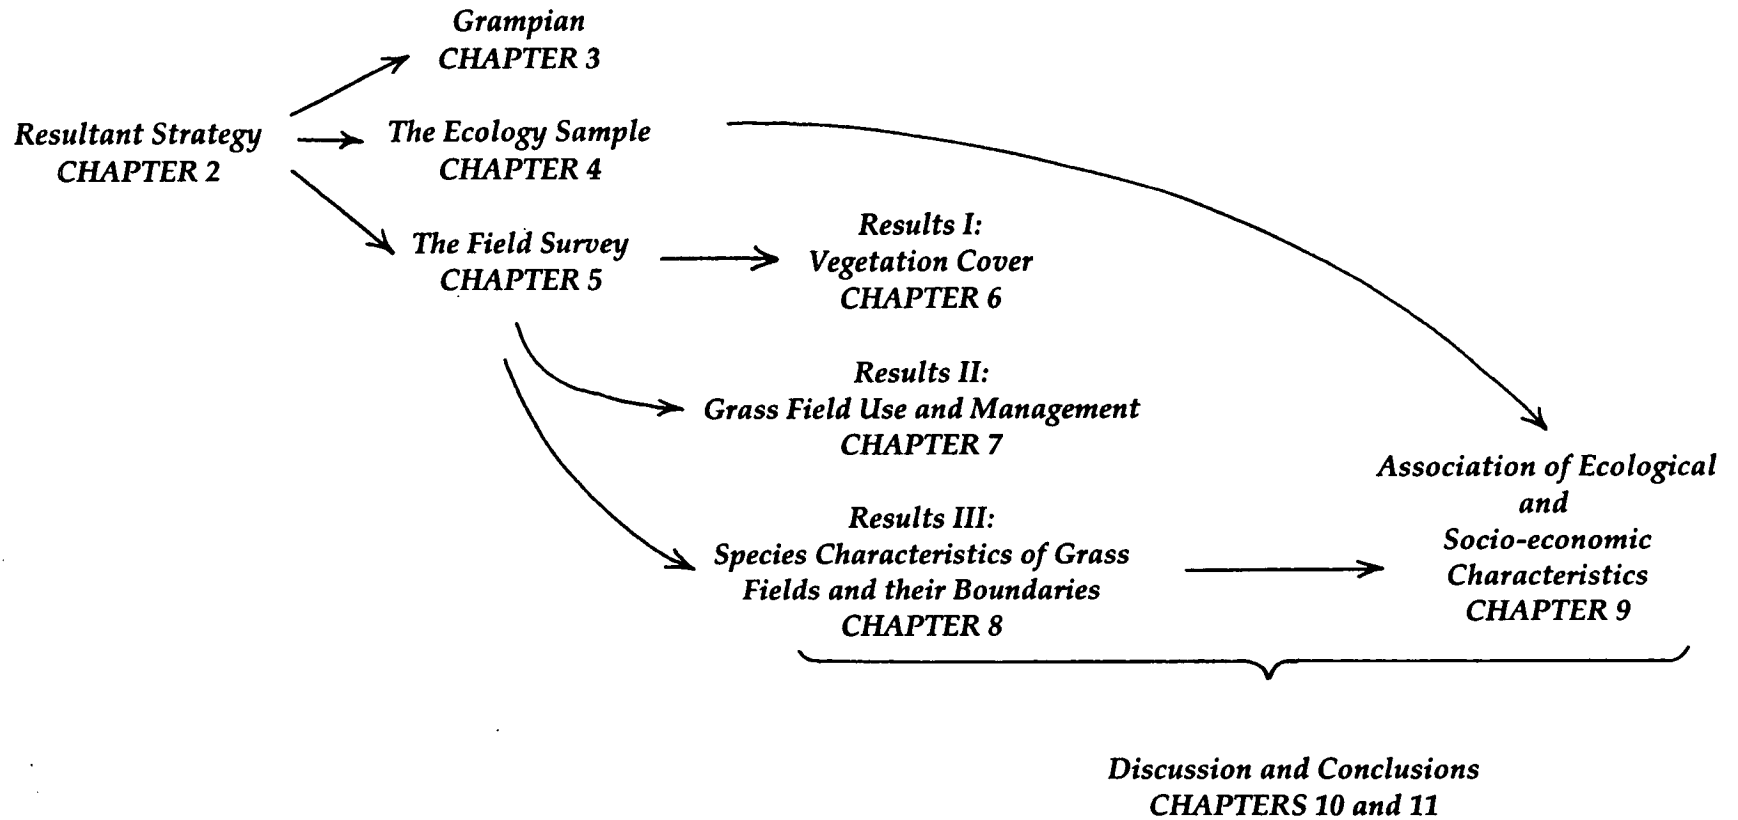 Grampian
CHAPTER 3
Resultant Strategy
CHAPTER 2
The Ecology Sample
CHAPTER 4
The Field Survey
CHAPTER 5
Results I:
Vegetation Cover
CHAPTER 6
Results II:
Grass Field Use and Management
CHAPTER 7
Results III:
Species Characteristics of Grass
Fields and their Boundaries
CHAPTER 8
Association of Ecological
and
Socio-economic
Characteristics
CHAPTER 9
Discussion and Conclusions
CHAPTERS 10 and 11